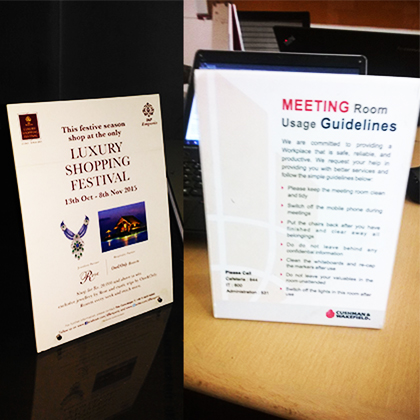 This festive season
shop at the only
LUXURY
SHOPPING
FESTIVAL
13th Oct - 8th Nov 2015
MEETING Room
Usage Guidelines
We are committed to providing a
Workplace that is safe, reliable, and
productive. We request your help in
providing you with better services and
follow the simple guidelines below:
Please keep the meeting room clean
and tidy
Switch off the mobile phone during
meetings
Put the chairs back after you have
finished and clear away all
belongings
Do not leave behind any
confidential information
Clean the whiteboards and re-cap
the markers after use
Do not leave your valuables in the
room unattended
Switch off the lights in this room after
use
Please Call
Cafeteria : 644
IT : 600
Administration : 631
CUSHMAN &
WAKEFIELD